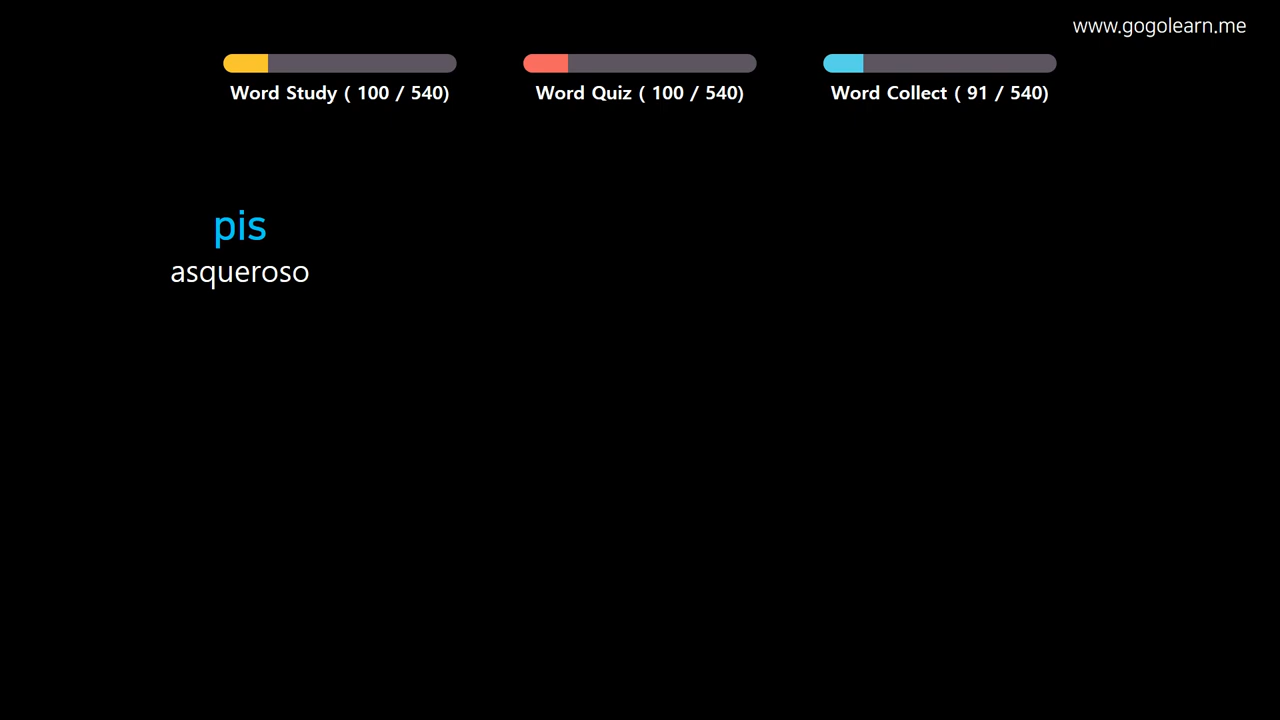 www.gogolearn.me
Word Study ( 100 / 540)
Word Quiz ( 100 / 540)
Word Collect ( 91 / 540)
pis
asqueroso